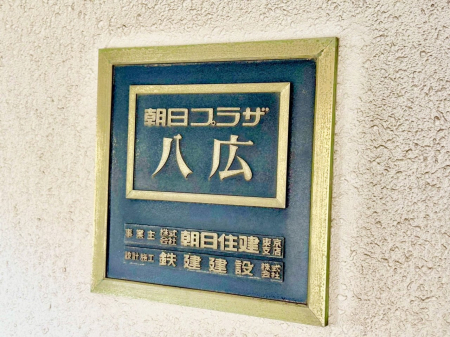 朝日プラザ
八広
事業主 株式会社 朝日住建 東京支店
設計施工 鉄建建設 株式会社